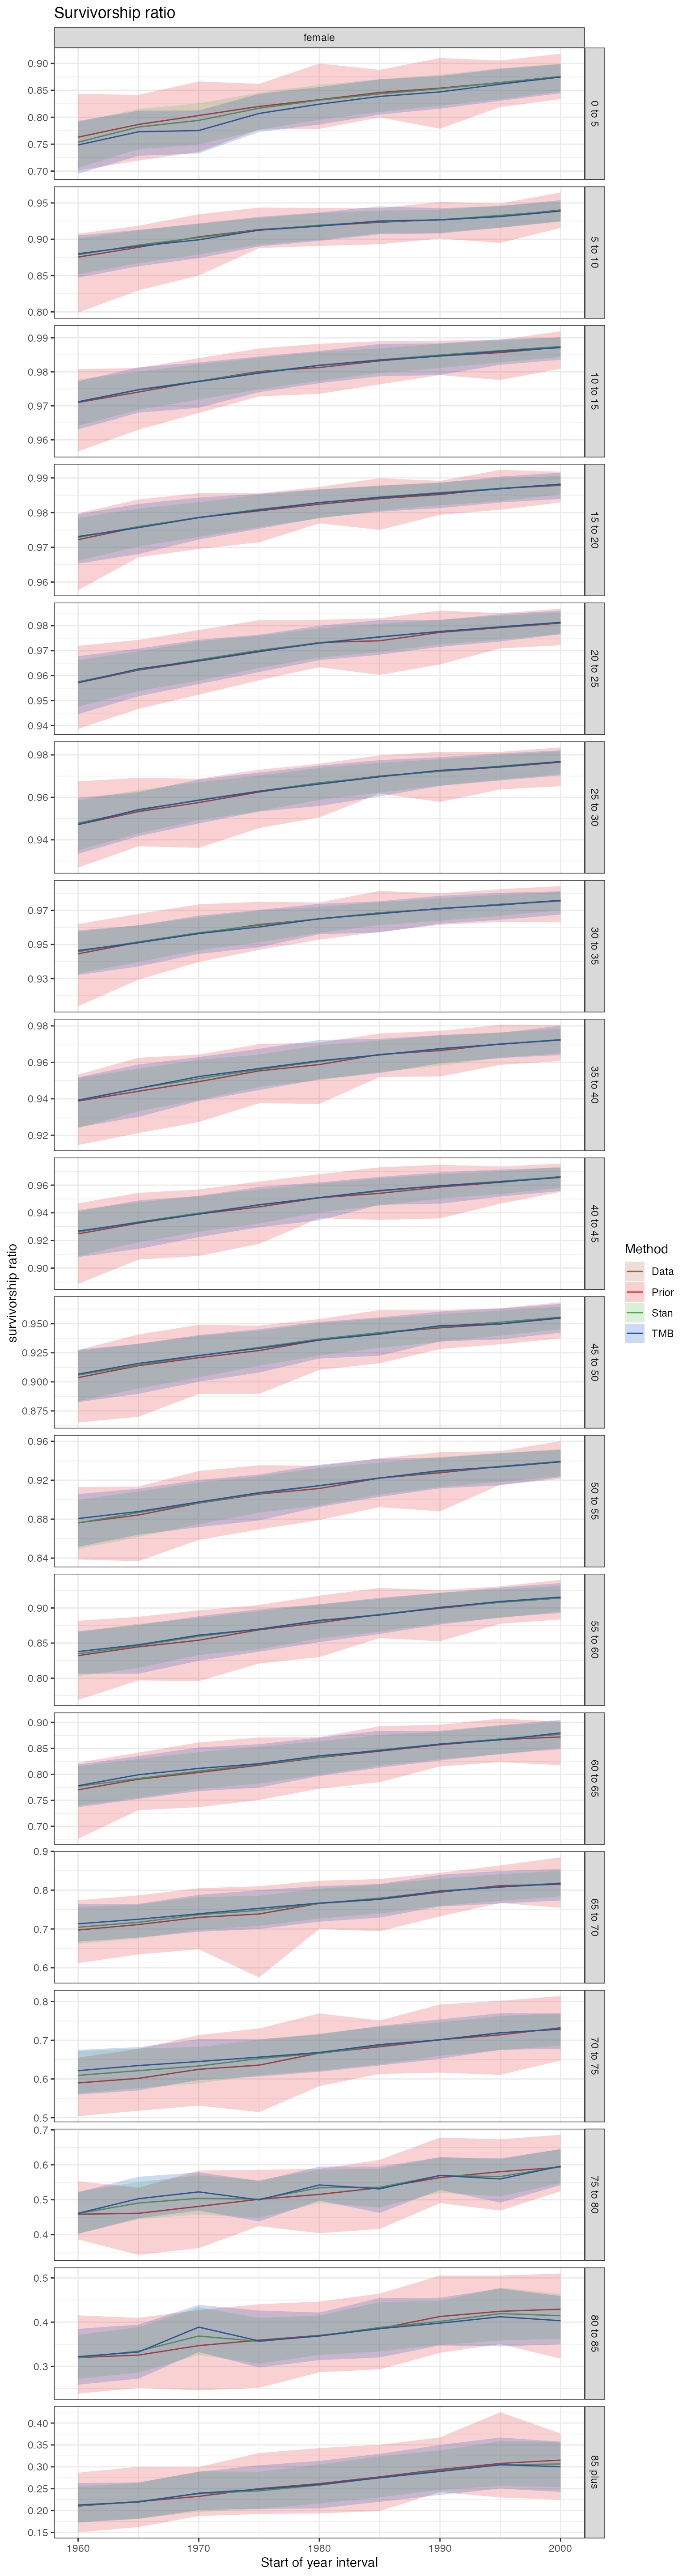 Survivorship ratio
female
0.90
0.85
0.80
0.75
0.70
0 to 5
0.95
0.90
0.85
0.80
5 to 10
0.99
0.98
0.97
0.96
10 to 15
0.99
0.98
0.97
0.96
15 to 20
0.98
0.97
0.96
0.95
0.94
20 to 25
0.98
0.96
0.94
25 to 30
0.97
0.95
0.93
30 to 35
0.98
0.96
0.94
0.92
35 to 40
0.96
0.94
0.92
0.90
40 to 45
0.950
0.925
0.900
0.875
45 to 50
0.96
0.92
0.88
0.84
50 to 55
0.90
0.85
0.80
55 to 60
0.90
0.85
0.80
0.75
0.70
60 to 65
0.9
0.8
0.7
0.6
65 to 70
0.8
0.7
0.6
0.5
70 to 75
0.7
0.6
0.5
0.4
75 to 80
0.5
0.4
0.3
80 to 85
0.40
0.35
0.30
0.25
0.20
0.15
85 plus
1960
1970
1980
1990
2000
Start of year interval
survivorship ratio
Method
Data
Prior
Stan
TMB